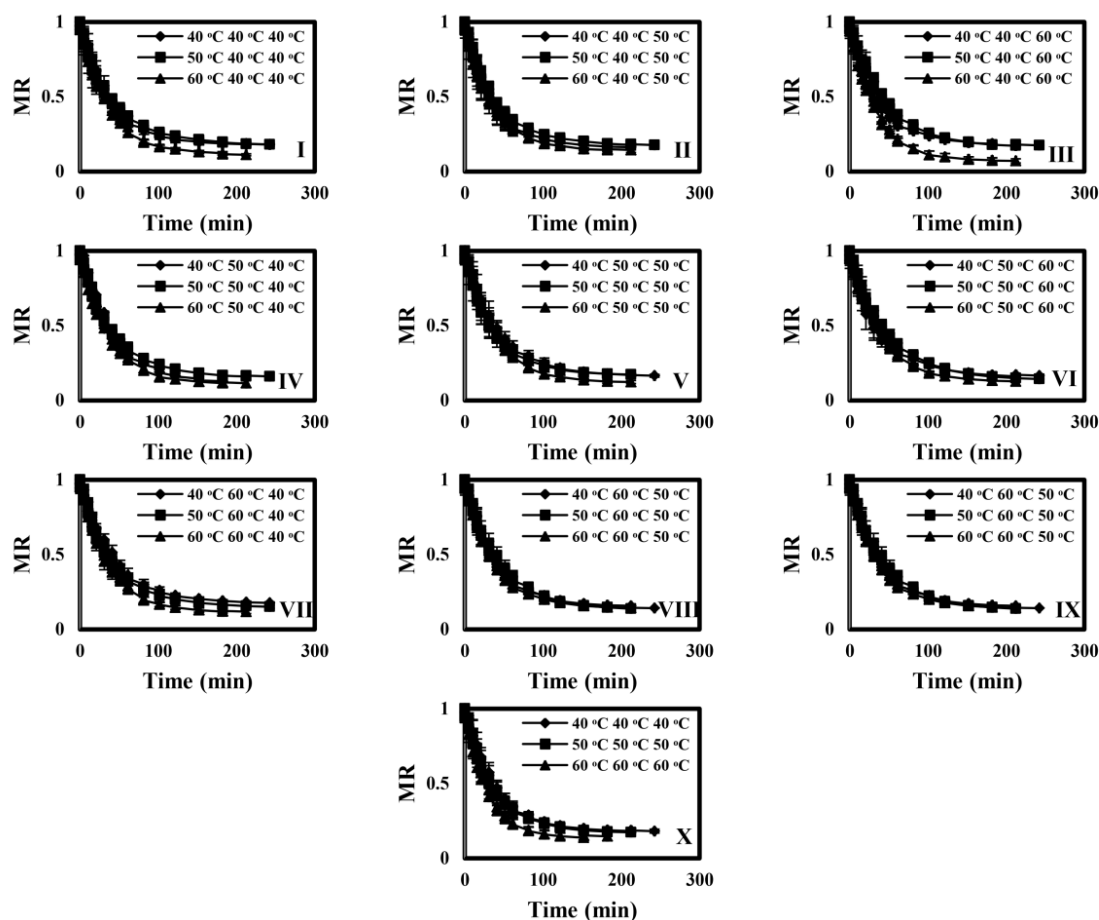 1
MR
0.5
0
40 °C 40 °C 40 °C
50 °C 40 °C 40 °C
60 °C 40 °C 40 °C
I
0 100 200 300
Time (min)
1
MR
0.5
0
40 °C 40 °C 50 °C
50 °C 40 °C 50 °C
60 °C 40 °C 50 °C
II
0 100 200 300
Time (min)
1
MR
0.5
0
40 °C 40 °C 60 °C
50 °C 40 °C 60 °C
60 °C 40 °C 60 °C
III
0 100 200 300
Time (min)
1
MR
0.5
0
40 °C 50 °C 40 °C
50 °C 50 °C 40 °C
60 °C 50 °C 40 °C
IV
0 100 200 300
Time (min)
1
MR
0.5
0
40 °C 50 °C 50 °C
50 °C 50 °C 50 °C
60 °C 50 °C 50 °C
V
0 100 200 300
Time (min)
1
MR
0.5
0
40 °C 50 °C 60 °C
50 °C 50 °C 60 °C
60 °C 50 °C 60 °C
VI
0 100 200 300
Time (min)
1
MR
0.5
0
40 °C 60 °C 40 °C
50 °C 60 °C 40 °C
60 °C 60 °C 40 °C
VII
0 100 200 300
Time (min)
1
MR
0.5
0
40 °C 60 °C 50 °C
50 °C 60 °C 50 °C
60 °C 60 °C 50 °C
VIII
0 100 200 300
Time (min)
1
MR
0.5
0
40 °C 60 °C 50 °C
50 °C 60 °C 50 °C
60 °C 60 °C 50 °C
IX
0 100 200 300
Time (min)
1
MR
0.5
0
40 °C 40 °C 40 °C
50 °C 50 °C 50 °C
60 °C 60 °C 60 °C
X
0 100 200 300
Time (min)